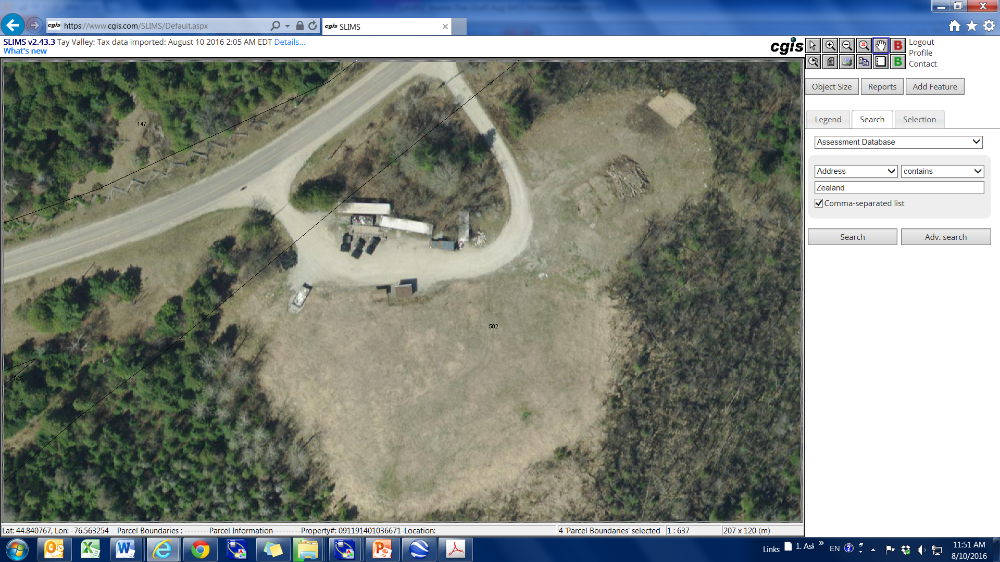 cgis https://www.cgis.com/SLIMS/Default.aspx
cgis SLIMS
SLIMS v2.43.3 Tay Valley: Tax data imported: August 10 2016 2:05 AM EDT Details...
What's new
cgis
B
B
Logout
Profile
Contact
Object Size Reports Add Feature
Legend Search Selection
Assessment Database
Address contains
Zealand
Comma-separated list
Search Adv. search
147
582
625
Lat: 44.840767, Lon: -76.563254 Parcel Boundaries : --------Parcel Information---------Property#: 091191401036671-Location:
4 'Parcel Boundaries' selected 1 : 637 207 x 120 (m)
Links 1. Ask » EN
11:51 AM
8/10/2016